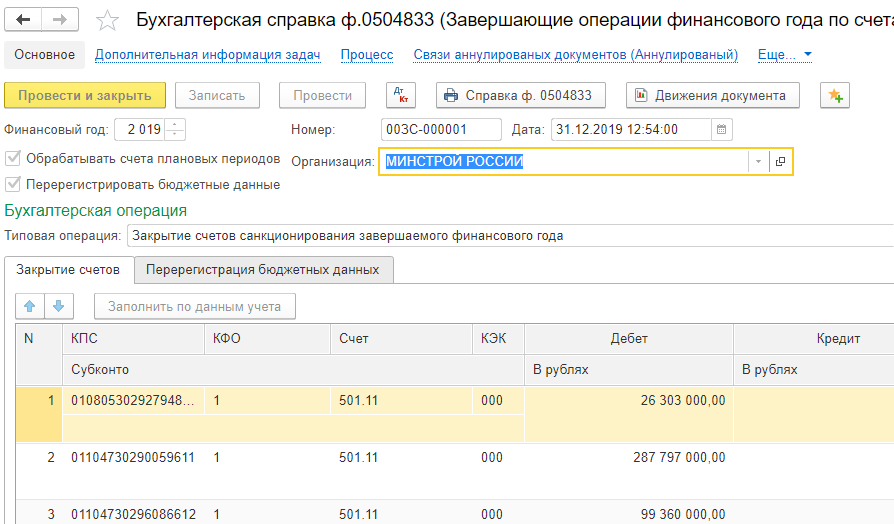 Бухгалтерская справка ф.0504833 (Завершающие операции финансового года по счета
Основное Дополнительная информация задач Процесс Связи аннулированых документов (Аннулированый) Еще...
Провести и закрыть Записать Провести Дт Кт Справка ф. 0504833 Движения документа
Финансовый год: 2 019 Номер: 00ЗС-000001 Дата: 31.12.2019 12:54:00
Обрабатывать счета плановых периодов Организация: МИНСТРОЙ РОССИИ
Перерегистрировать бюджетные данные
Бухгалтерская операция
Типовая операция: Закрытие счетов санкционирования завершаемого финансового года
Закрытие счетов Перерегистрация бюджетных данных
Заполнить по данным учета
N КПС КФО Счет КЭК Дебет Кредит
Субконто В рублях В рублях
1 010805302927948... 1 501.11 000 26 303 000,00
2 01104730290059611 1 501.11 000 287 797 000,00
3 01104730296086612 1 501.11 000 99 360 000,00